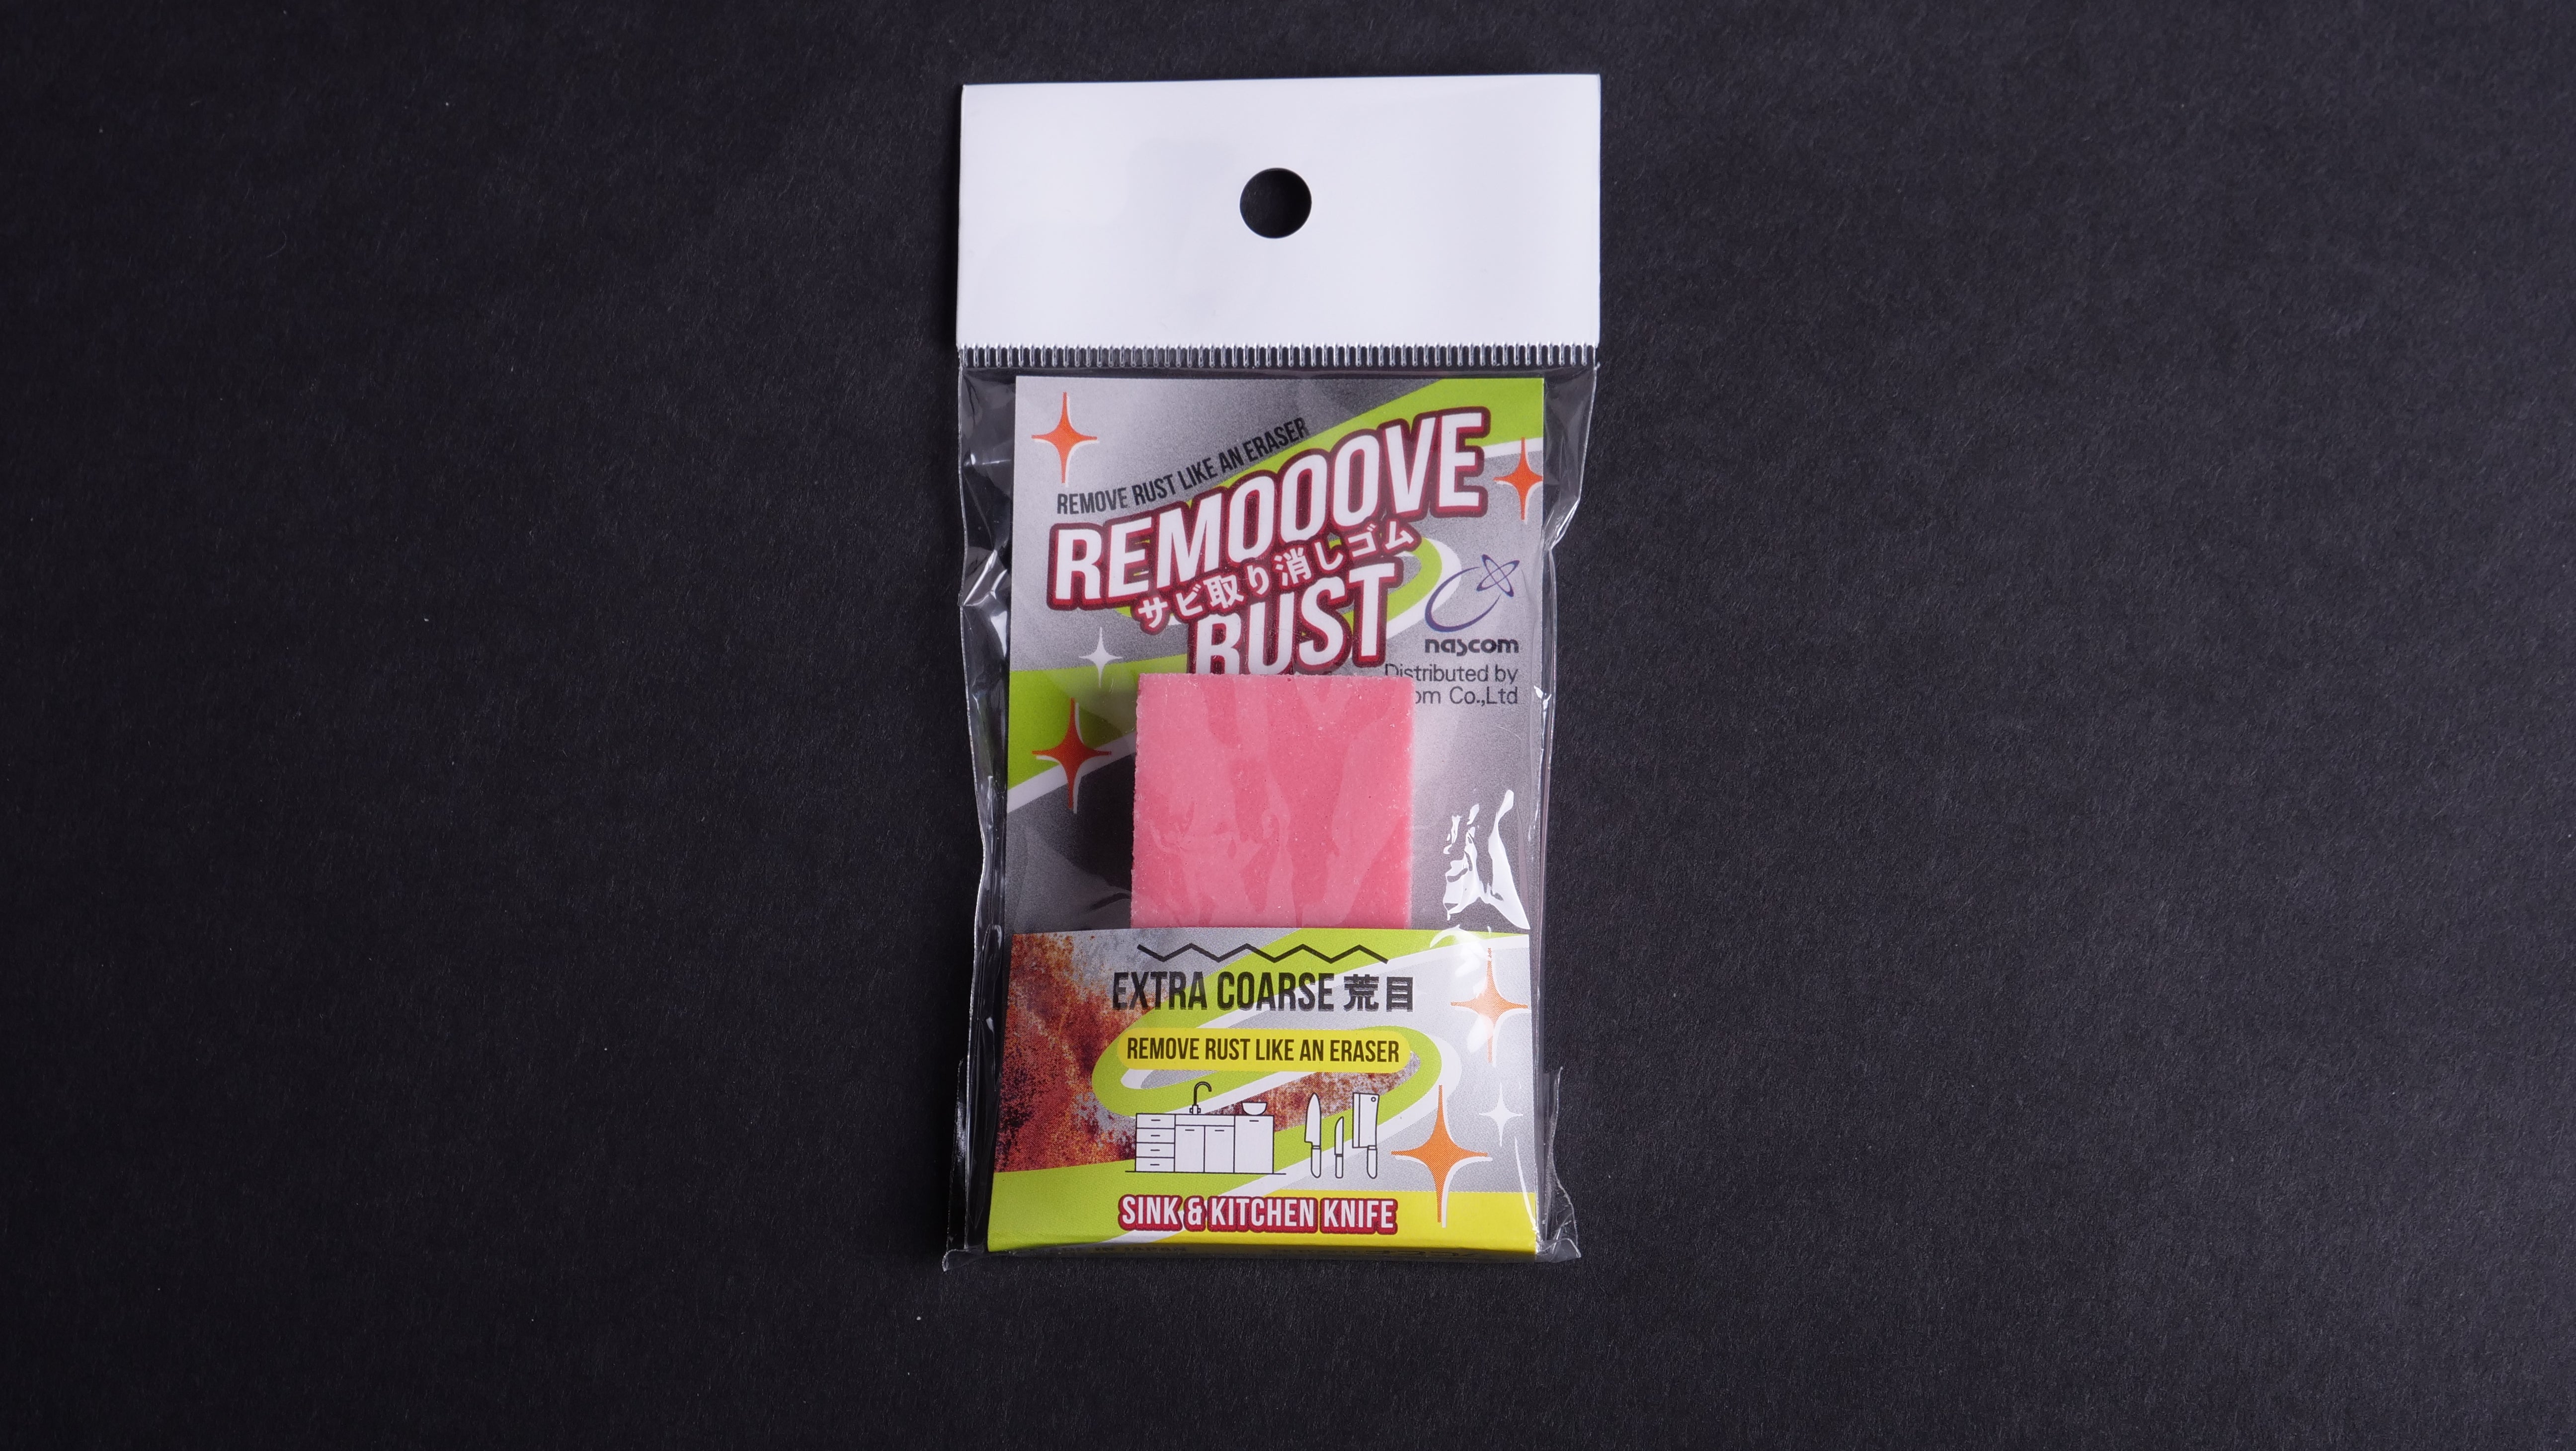 REMOVE RUST LIKE AN ERASER
REMOOOVE
サビ取り消しゴム
RUST
nascom
Distributed by
om Co.,Ltd
EXTRA COARSE 荒目
REMOVE RUST LIKE AN ERASER
SINK & KITCHEN KNIFE